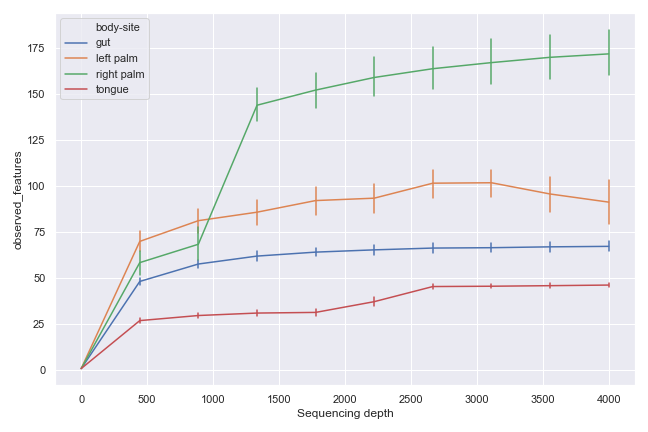 body-site
gut
left palm
right palm
tongue
observed_features
175
150
125
100
75
50
25
0
0 500 1000 1500 2000 2500 3000 3500 4000
Sequencing depth